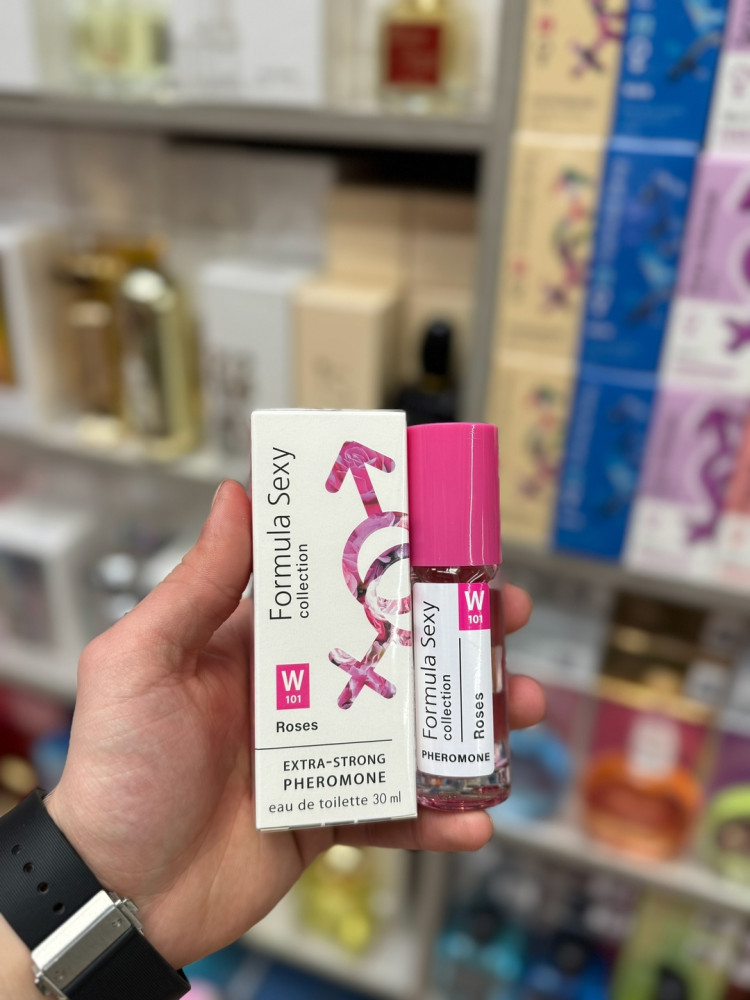 Formula Sexy
collection
W
101
Roses
EXTRA-STRONG
PHEROMONE
eau de toilette 30 ml
W
101
Formula Sexy
collection
Roses
PHEROMONE